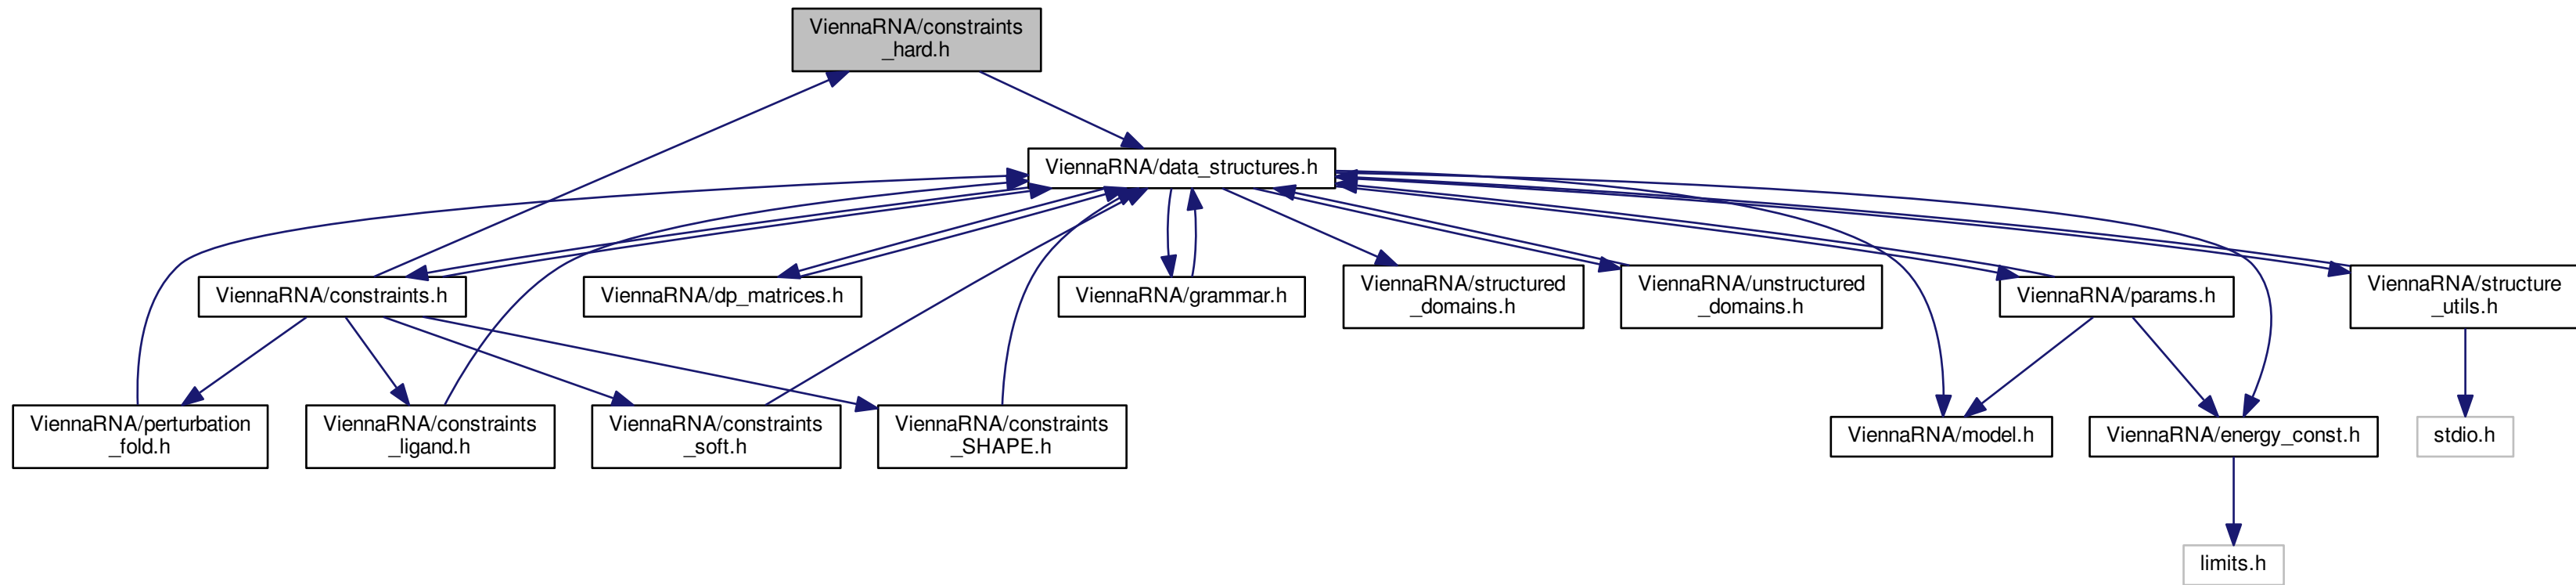 ViennaRNA/constraints
_hard.h
ViennaRNA/data_structures.h
ViennaRNA/constraints.h
ViennaRNA/dp_matrices.h
ViennaRNA/grammar.h
ViennaRNA/structured
_domains.h
ViennaRNA/unstructured
_domains.h
ViennaRNA/params.h
ViennaRNA/structure
_utils.h
ViennaRNA/perturbation
_fold.h
ViennaRNA/constraints
_ligand.h
ViennaRNA/constraints
_soft.h
ViennaRNA/constraints
_SHAPE.h
ViennaRNA/model.h
ViennaRNA/energy_const.h
stdio.h
limits.h